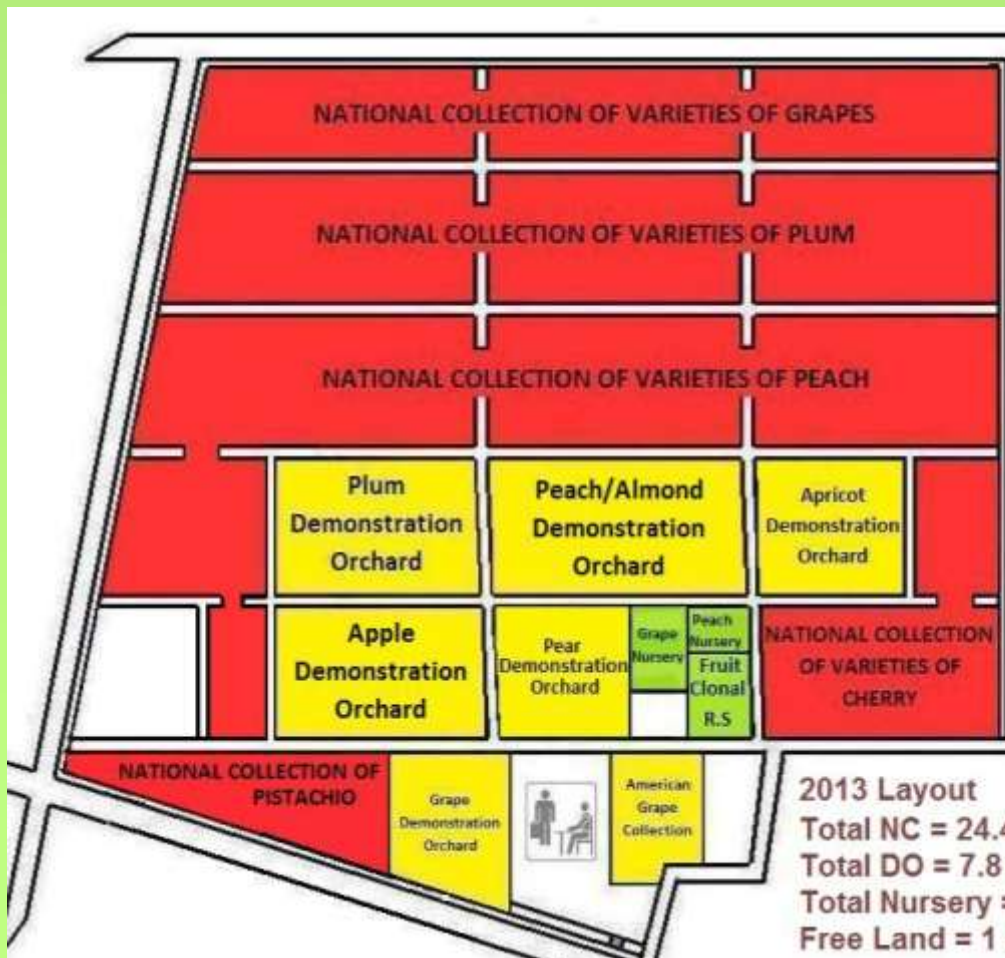 NATIONAL COLLECTION OF VARIETIES OF GRAPES
NATIONAL COLLECTION OF VARIETIES OF PLUM
NATIONAL COLLECTION OF VARIETIES OF PEACH
Plum
Demonstration
Orchard
Peach/Almond
Demonstration
Orchard
Apricot
Demonstration
Orchard
Apple
Demonstration
Orchard
Pear
Demonstration
Orchard
Grape
Nursery
Peach
Nursery
Fruit
Clonal
R.S
NATIONAL COLLECTION
OF VARIETIES OF
CHERRY
NATIONAL COLLECTION OF
PISTACHIO
Grape
Demonstration
Orchard
American
Grape
Collection
2013 Layout
Total NC = 24.4
Total DO = 7.8
Total Nursery =
Free Land = 1